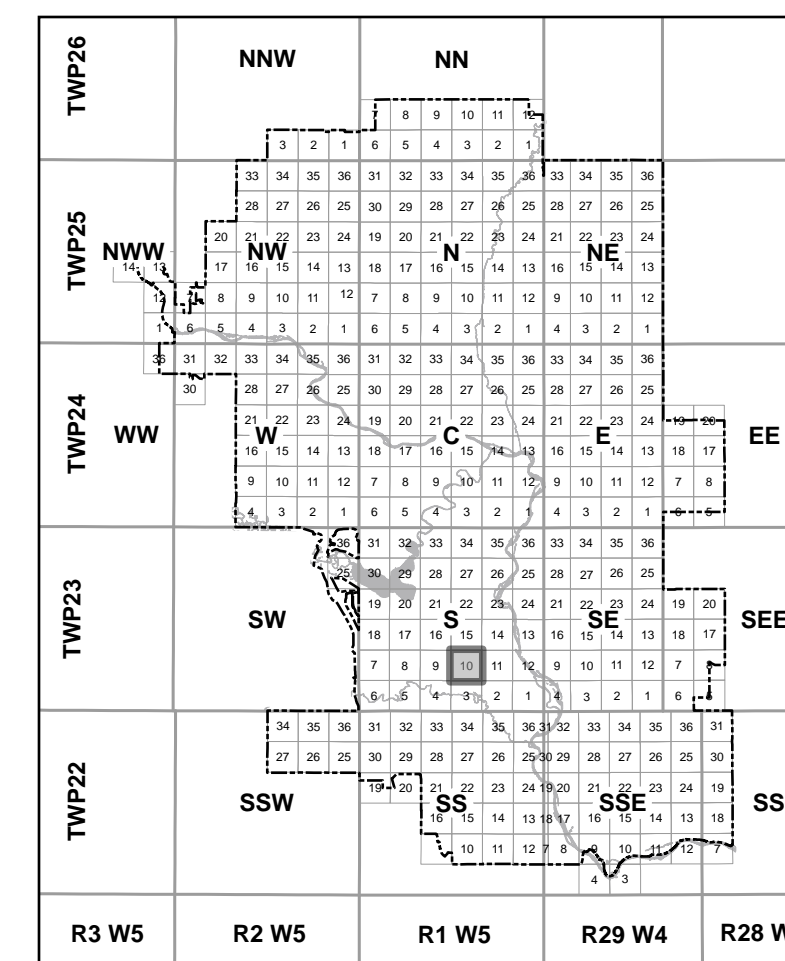 TWP26
NNW NN
7 8 9 10 11 12
3 2 1 6 5 4 3 2 1
TWP25
33 34 35 36 31 32 33 34 35 36 33 34 35 36
28 27 26 25 30 29 28 27 26 25 28 27 26 25
20 21 22 23 24 19 20 21 22 23 24 21 22 23 24
NWW NW N NE
14 13 17 16 15 14 13 18 17 16 15 14 13 16 15 14 13
12 7 8 9 10 11 12 7 8 9 10 11 12 9 10 11 12
1 6 5 4 3 2 1 6 5 4 3 2 1 4 3 2 1
TWP24
36 31 32 33 34 35 36 31 32 33 34 35 36 33 34 35 36
30 28 27 26 25 30 29 28 27 26 25 28 27 26 25
21 22 23 24 19 20 21 22 23 24 21 22 23 24 19 20
WW W C E EE
16 15 14 13 18 17 16 15 14 13 16 15 14 13 18 17
9 10 11 12 7 8 9 10 11 12 9 10 11 12 7 8
4 3 2 1 6 5 4 3 2 1 4 3 2 1 6 5
TWP23
36 31 32 33 34 35 36 33 34 35 36
25 30 29 28 27 26 25 28 27 26 25
19 20 21 22 23 24 21 22 23 24 19 20
SW S SE SEE
18 17 16 15 14 13 16 15 14 13 18 17
7 8 9 10 11 12 9 10 11 12 7 8
6 5 4 3 2 1 4 3 2 1 6 5
TWP22
34 35 36 31 32 33 34 35 36 31 32 33 34 35 36 31
27 26 25 30 29 28 27 26 25 30 29 28 27 26 25 30
19 20 21 22 23 24 19 20 21 22 23 24 19
SSW SS SSE SS
16 15 14 13 18 17 16 15 14 13 18
10 11 12 7 8 9 10 11 12 7
4 3
R3 W5 R2 W5 R1 W5 R29 W4 R28 W